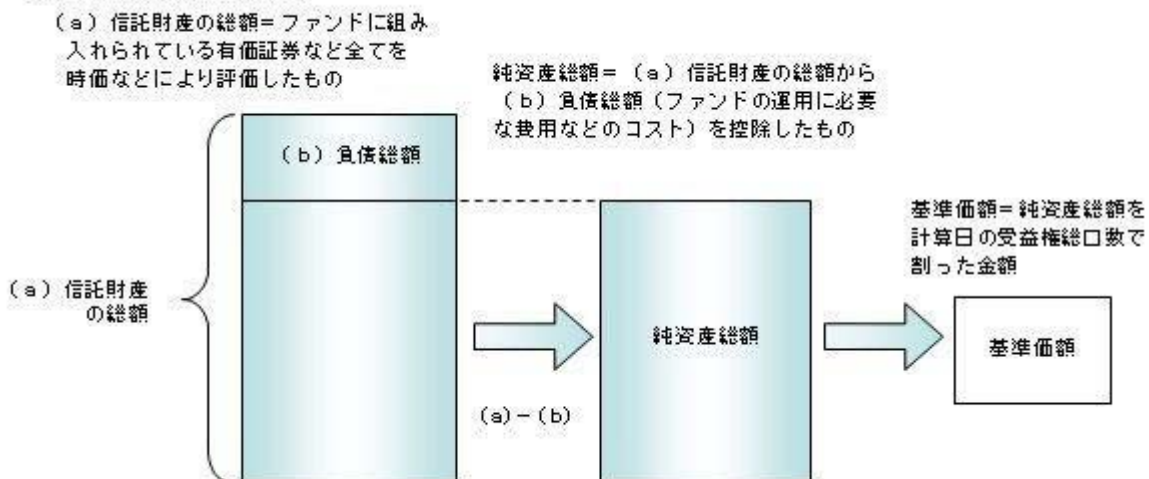 （a）信託財産の総額＝ファンドに組み
入れられている有価証券など全てを
時価などにより評価したもの
純資産総額＝（a）信託財産の総額から
（b）負債総額（ファンドの運用に必要
な費用などのコスト）を控除したもの
（b）負債総額
基準価額＝純資産総額を
計算日の受益権総口数で
割った金額
（a）信託財産
の総額
純資産総額
基準価額
（a）－（b）